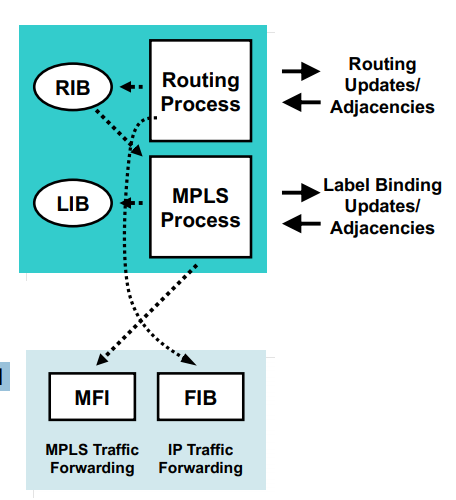 RIB
Routing
Process
Routing
Updates/
Adjacencies
LIB
MPLS
Process
Label Binding
Updates/
Adjacencies
MFI
FIB
MPLS Traffic
Forwarding
IP Traffic
Forwarding